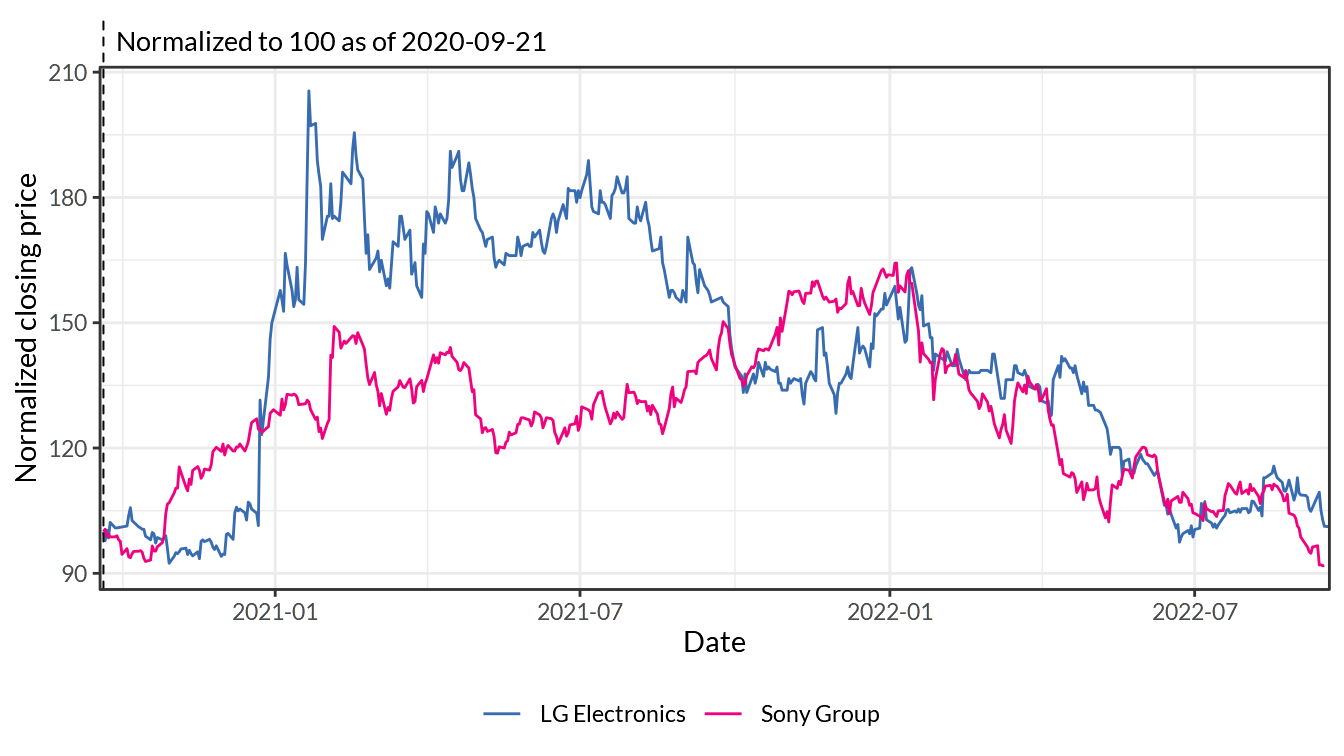 Normalized to 100 as of 2020-09-21
Normalized closing price
210
180
150
120
90
2021-01
2021-07
2022-01
2022-07
Date
LG Electronics
Sony Group